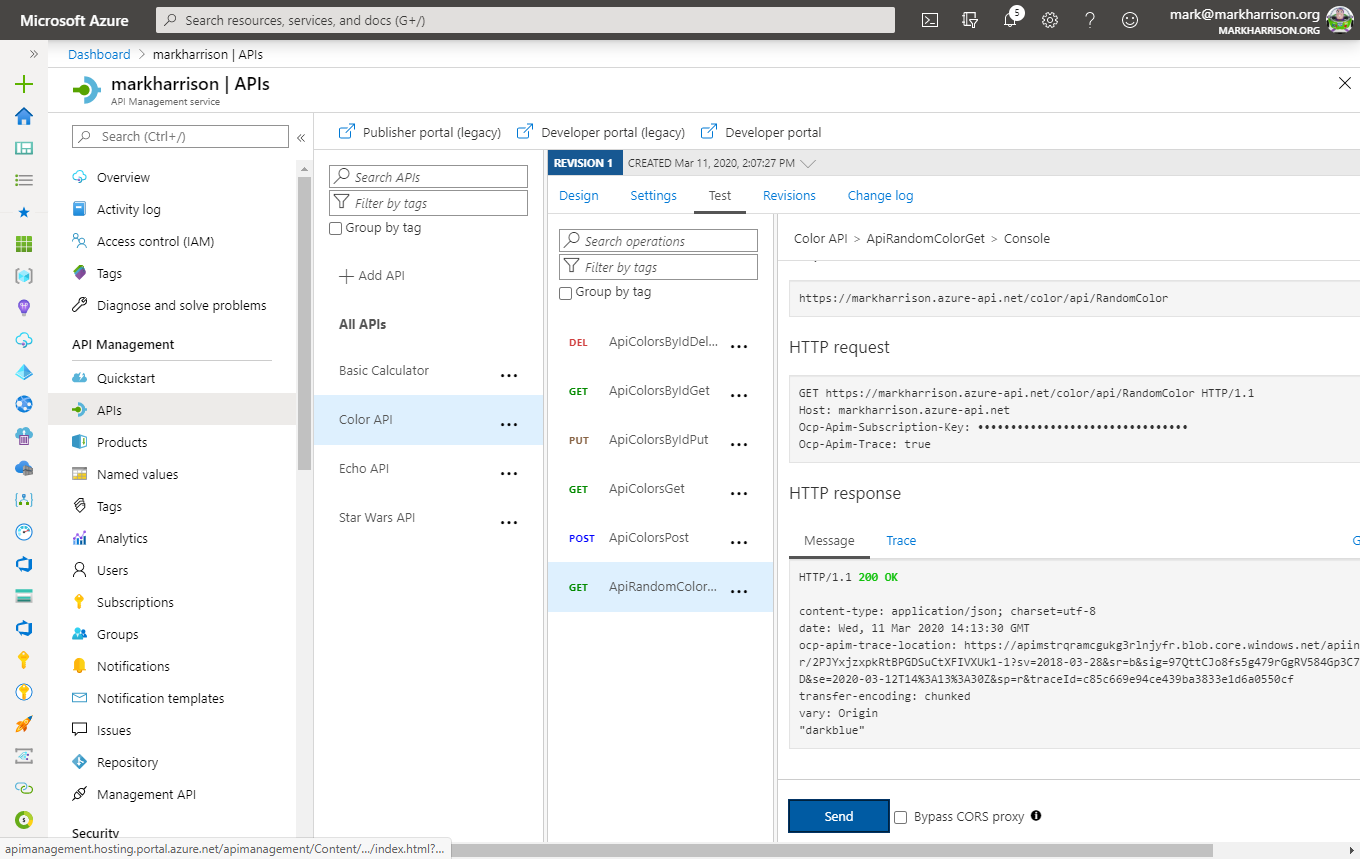 Microsoft Azure
Search resources, services, and docs (G+/)
5
mark@markharrison.org
MARKHARRISON.ORG
Dashboard > markharrison | APIs
markharrison | APIs
API Management service
Search (Ctrl+/)
Overview
Activity log
Access control (IAM)
Tags
Diagnose and solve problems
API Management
Quickstart
APIs
Products
Named values
Tags
Analytics
Users
Subscriptions
Groups
Notifications
Notification templates
Issues
Repository
Management API
Security
apimanagement.hosting.portal.azure.net/apimanagement/Content/.../index.html?...
Publisher portal (legacy)
Developer portal (legacy)
Developer portal
Search APIs
Filter by tags
Group by tag
Add API
All APIs
Basic Calculator
Color API
Echo API
Star Wars API
REVISION 1 CREATED Mar 11, 2020, 2:07:27 PM
Design Settings Test Revisions Change log
Search operations
Filter by tags
Group by tag
DEL ApiColorsByIdDel...
GET ApiColorsByIdGet
PUT ApiColorsByIdPut
GET ApiColorsGet
POST ApiColorsPost
GET ApiRandomColor...
Color API > ApiRandomColorGet > Console
https://markharrison.azure-api.net/color/api/RandomColor
HTTP request
GET https://markharrison.azure-api.net/color/api/RandomColor HTTP/1.1
Host: markharrison.azure-api.net
Ocp-Apim-Subscription-Key: ••••••••••••••••••••••••••••••••
Ocp-Apim-Trace: true
HTTP response
Message Trace
HTTP/1.1 200 OK
content-type: application/json; charset=utf-8
date: Wed, 11 Mar 2020 14:13:30 GMT
ocp-apim-trace-location: https://apimstrqramcgukg3rlnjyfr.blob.core.windows.net/apiin
r/2PJYxjzxpkRtBPGDSuCtXFIVXUk1-1?sv=2018-03-28&sr=b&sig=97QttCJo8fs5g479rGgRV584Gp3C7
D&se=2020-03-12T14%3A13%3A30Z&sp=r&traceId=c85c669e94ce439ba3833e1d6a0550cf
transfer-encoding: chunked
vary: Origin
"darkblue"
Send
Bypass CORS proxy